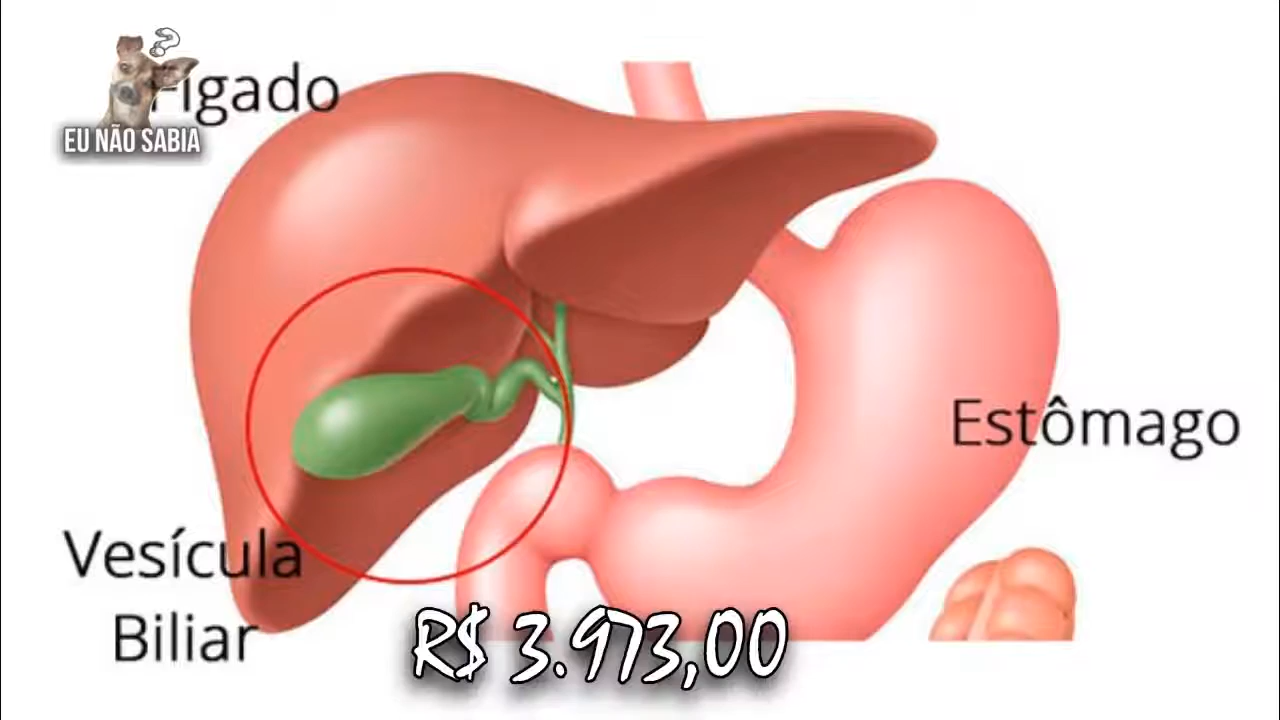 Fígado
EU NÃO SABIA
Estômago
Vesícula
Biliar
R$ 3.973,00